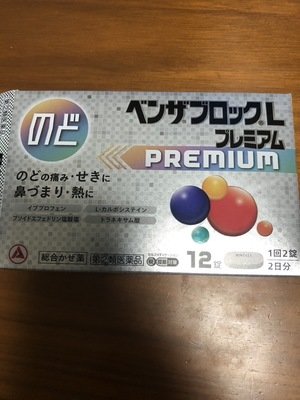 のど
ベンザブロックL
プレミアム
PREMIUM
のどの痛み・せきに
鼻づまり・熱に
イブプロフェン
L-カルボシステイン
プソイドエフェドリン塩酸塩
トラネキサム酸
総合かぜ薬
指定第2類医薬品
12錠
1回2錠
2日分